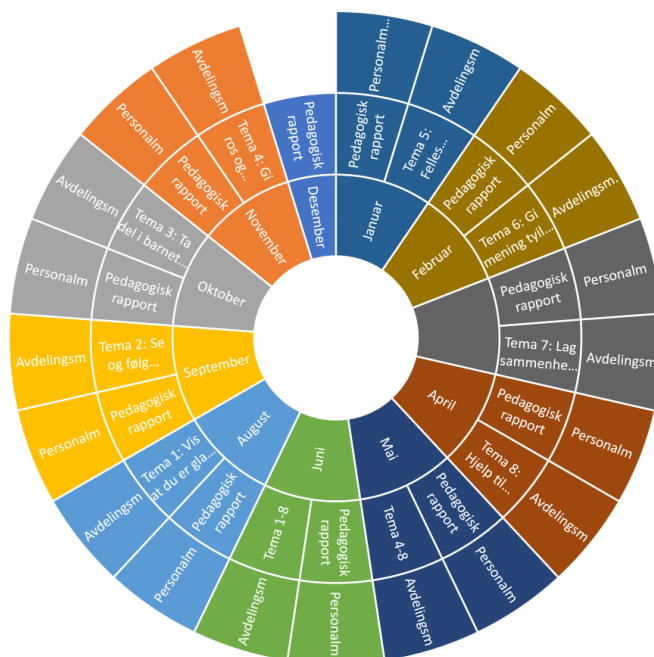 Januar
Pedagogisk
rapport
Personalm...
Tema 5:
Felles...
Avdelingsm
Februar
Pedagogisk
rapport
Personalm
Tema 6: Gi
mening tyil...
Avdelingsm.
Pedagogisk
rapport
Personalm
Tema 7: Lag
sammenhe...
Avdelingsm
April
Pedagogisk
rapport
Personalm
Tema 8:
Hjelp til...
Avdelingsm
Mai
Pedagogisk
rapport
Personalm
Tema 4-8
Avdelingsm
Juni
Pedagogisk
rapport
Personalm
Tema 1-8
Avdelingsm
August
Pedagogisk
rapport
Personalm
Tema 1: Vis
at du er gla...
Avdelingsm
September
Pedagogisk
rapport
Personalm
Tema 2: Se
og følg...
Avdelingsm
Oktober
Pedagogisk
rapport
Personalm
Tema 3: Ta
del i barnet...
Avdelingsm
November
Pedagogisk
rapport
Personalm
Tema 4: Gi
ros og...
Avdelingsm
Desember
Pedagogisk
rapport